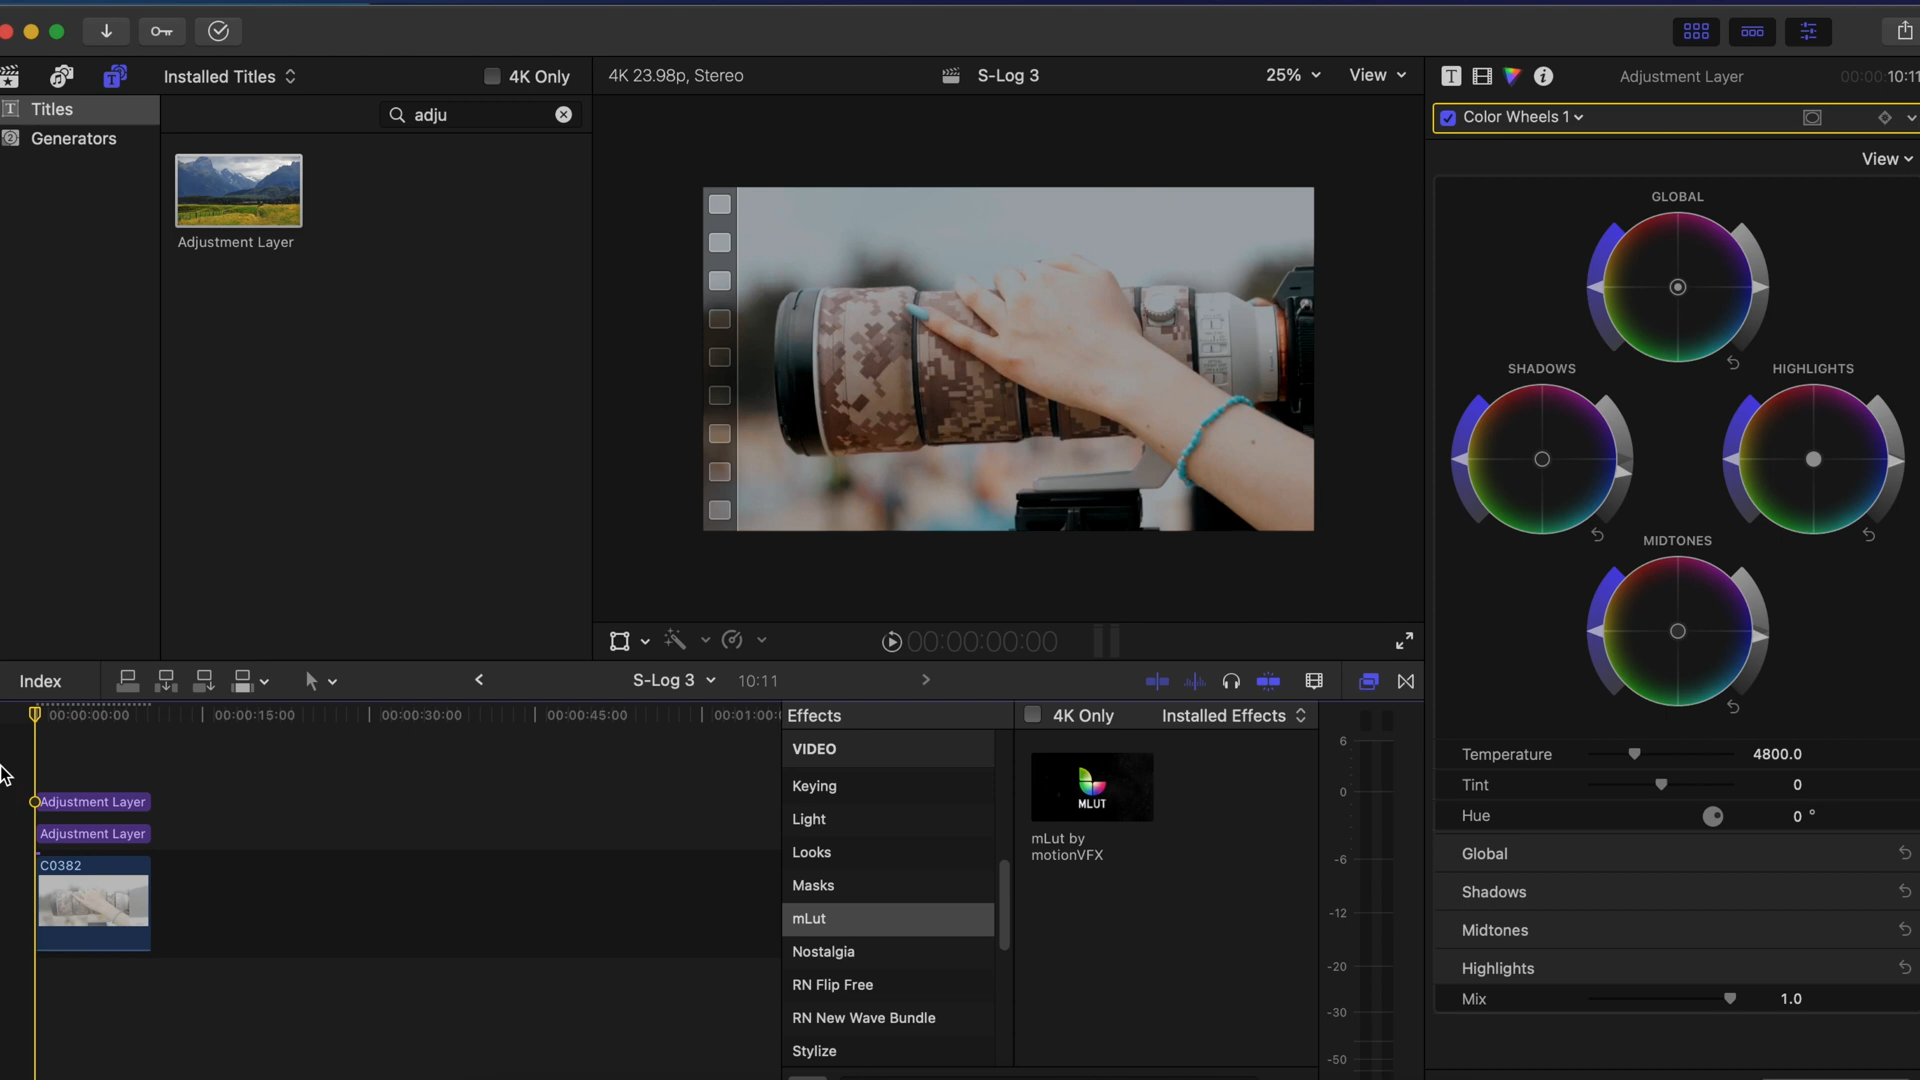 Installed Titles
4K Only
4K 23.98p, Stereo
S-Log 3
25%
View
Adjustment Layer
00:00:10:11
Titles
adju
Color Wheels 1
Generators
View
GLOBAL
Adjustment Layer
SHADOWS
HIGHLIGHTS
MIDTONES
00:00:00:00
Index
S-Log 3
10:11
00:00:00:00
00:00:15:00
00:00:30:00
00:00:45:00
00:01:00:
Effects
4K Only
Installed Effects
VIDEO
Keying
Light
Looks
Masks
mLut
Nostalgia
RN Flip Free
RN New Wave Bundle
Stylize
MLUT
mLut by
motionVFX
Adjustment Layer
Adjustment Layer
C0382
6
0
-6
-12
-20
-30
-50
Temperature
4800.0
Tint
0
Hue
0 °
Global
Shadows
Midtones
Highlights
Mix
1.0